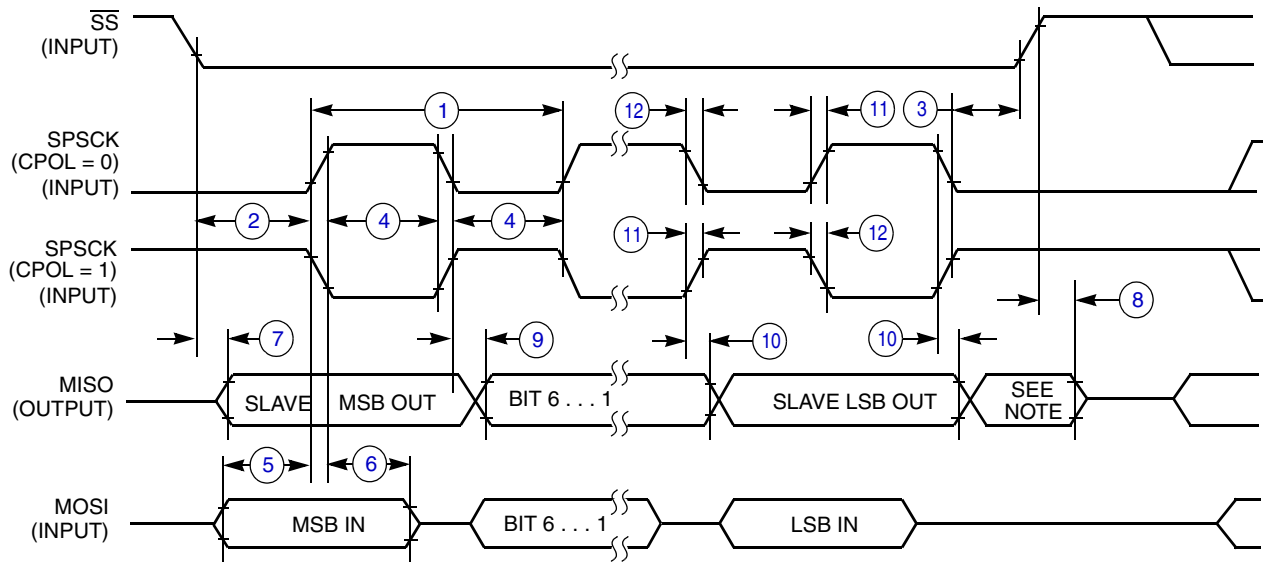 SS
(INPUT)
1
12
11
3
SPSCK
(CPOL = 0)
(INPUT)
2
4
4
11
12
SPSCK
(CPOL = 1)
(INPUT)
8
7
9
10
10
MISO
(OUTPUT)
SLAVE MSB OUT
BIT 6 . . . 1
SLAVE LSB OUT
SEE
NOTE
5
6
MOSI
(INPUT)
MSB IN
BIT 6 . . . 1
LSB IN